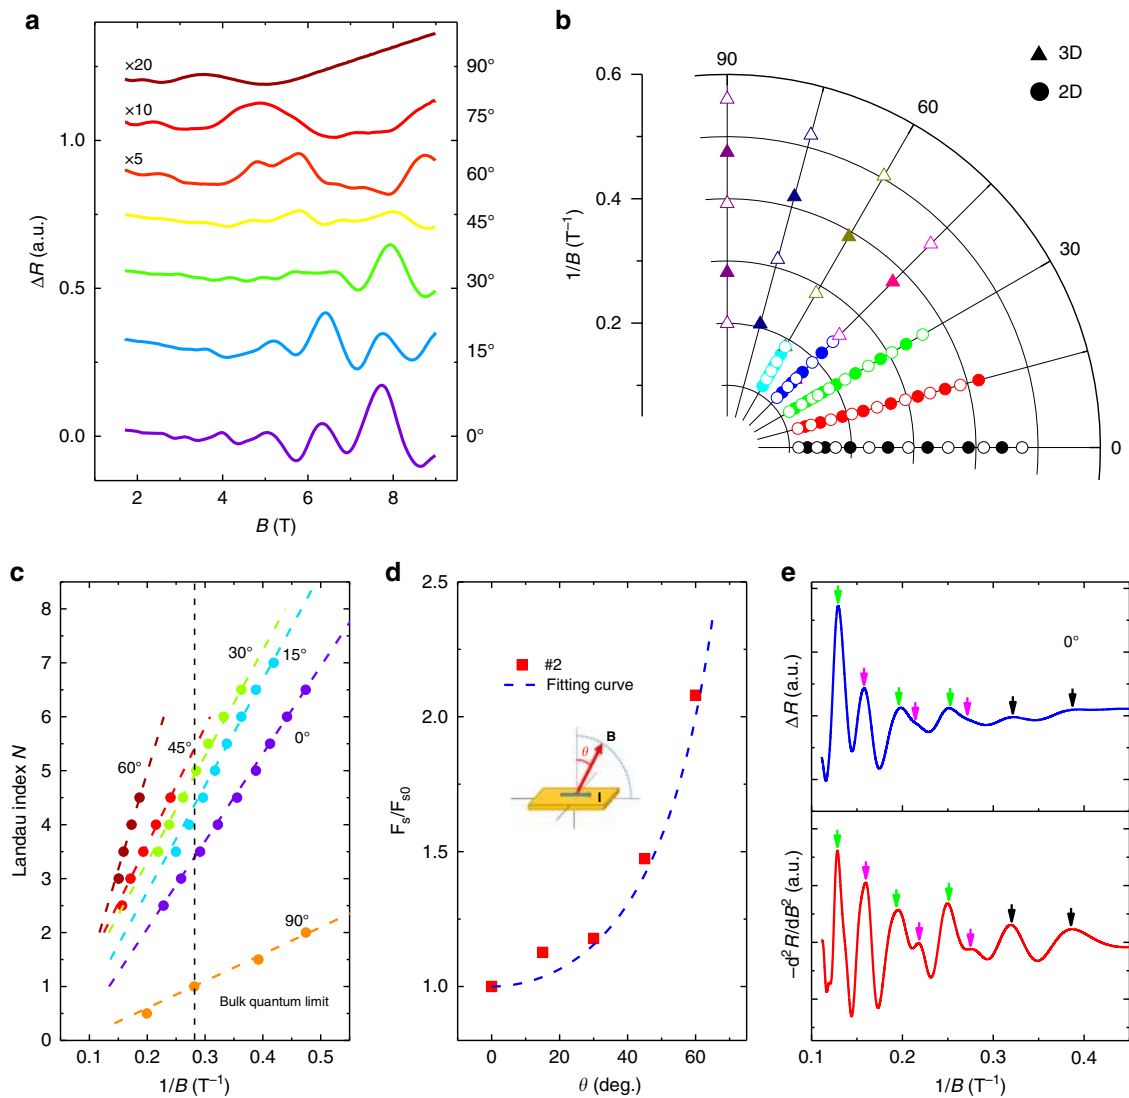 a
×20
×10
×5
90°
75°
60°
45°
30°
15°
0°
1.0
0.5
0.0
ΔR (a.u.)
2 4 6 8
B (T)
b
90
60
30
0
3D
2D
0.6
0.4
0.2
1/B (T⁻¹)
c
8
7
6
5
4
3
2
1
0
Landau index N
30°
15°
45°
0°
60°
90°
Bulk quantum limit
0.1 0.2 0.3 0.4 0.5
1/B (T⁻¹)
d
2.5
2.0
1.5
1.0
Fs/Fs0
#2
Fitting curve
B
θ
I
0 20 40 60
θ (deg.)
e
0°
ΔR (a.u.)
−d²R/dB² (a.u.)
0.1 0.2 0.3 0.4
1/B (T⁻¹)